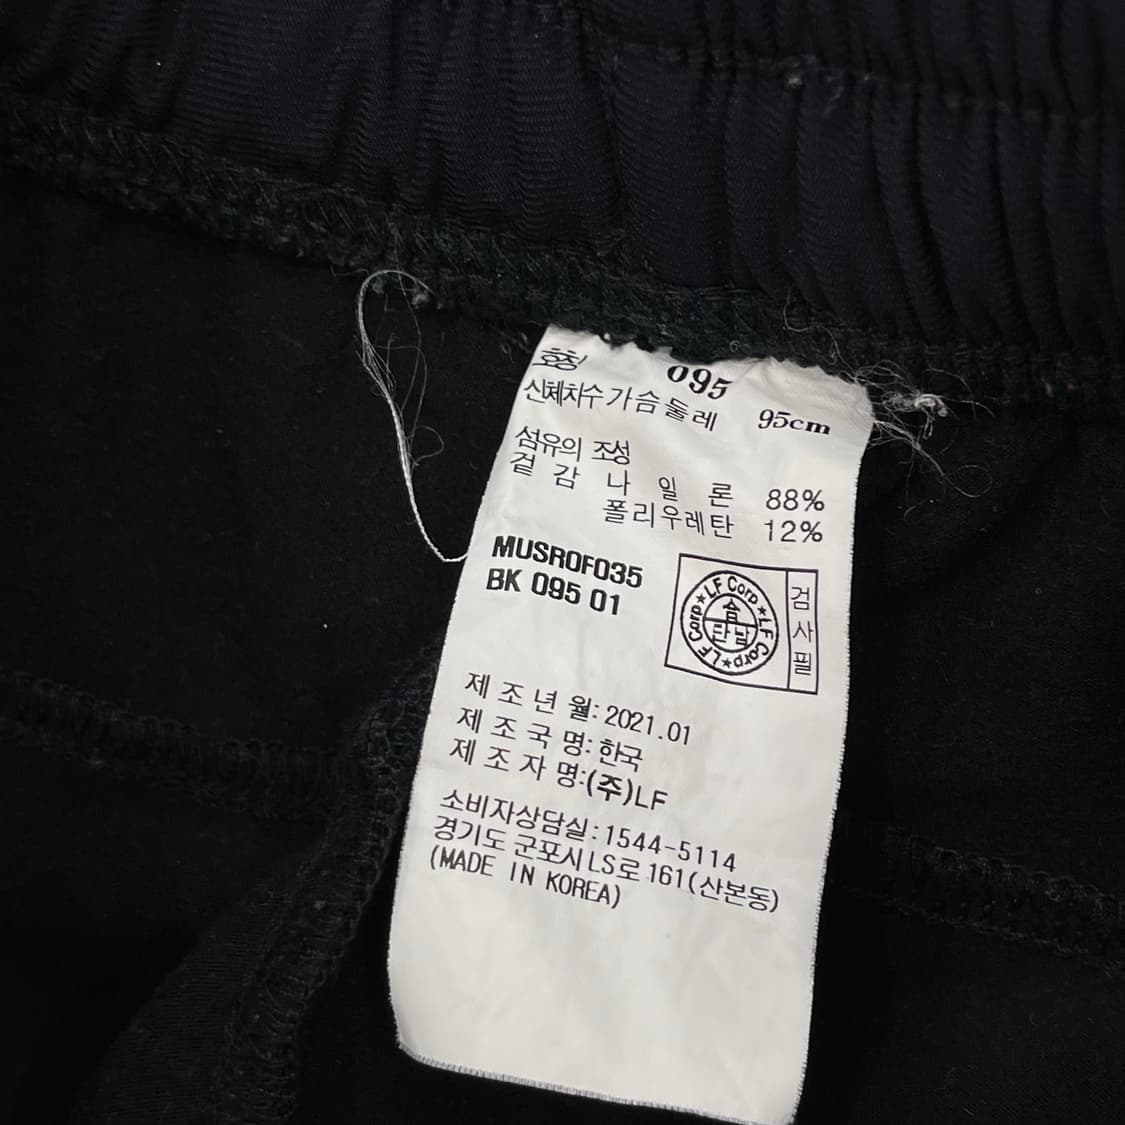 호칭 095
신체치수 가슴둘레 95cm
섬유의 조성
겉감 나일론 88%
폴리우레탄 12%
MUSROF035
BK 095 01
LF Corp ★ LF Corp ★ LF Corp ★
검사필
제조년월: 2021.01
제조국명: 한국
제조자명:(주)LF
소비자상담실: 1544-5114
경기도 군포시 LS로 161(산본동)
(MADE IN KOREA)